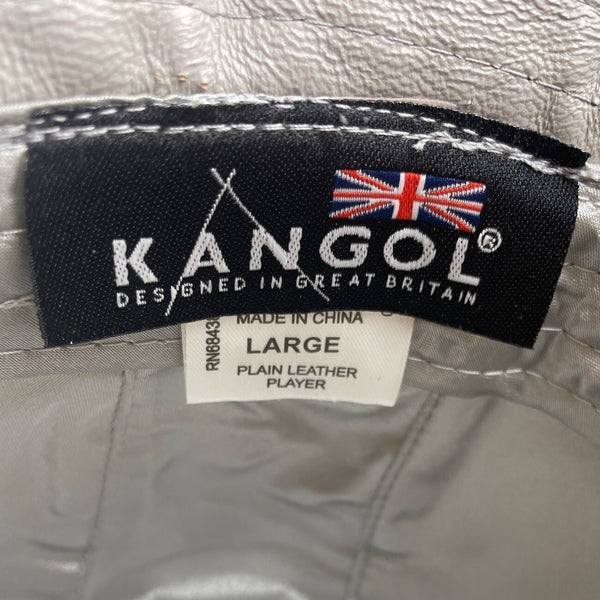 KANGOL®
DESIGNED IN GREAT BRITAIN
MADE IN CHINA
LARGE
PLAIN LEATHER
PLAYER